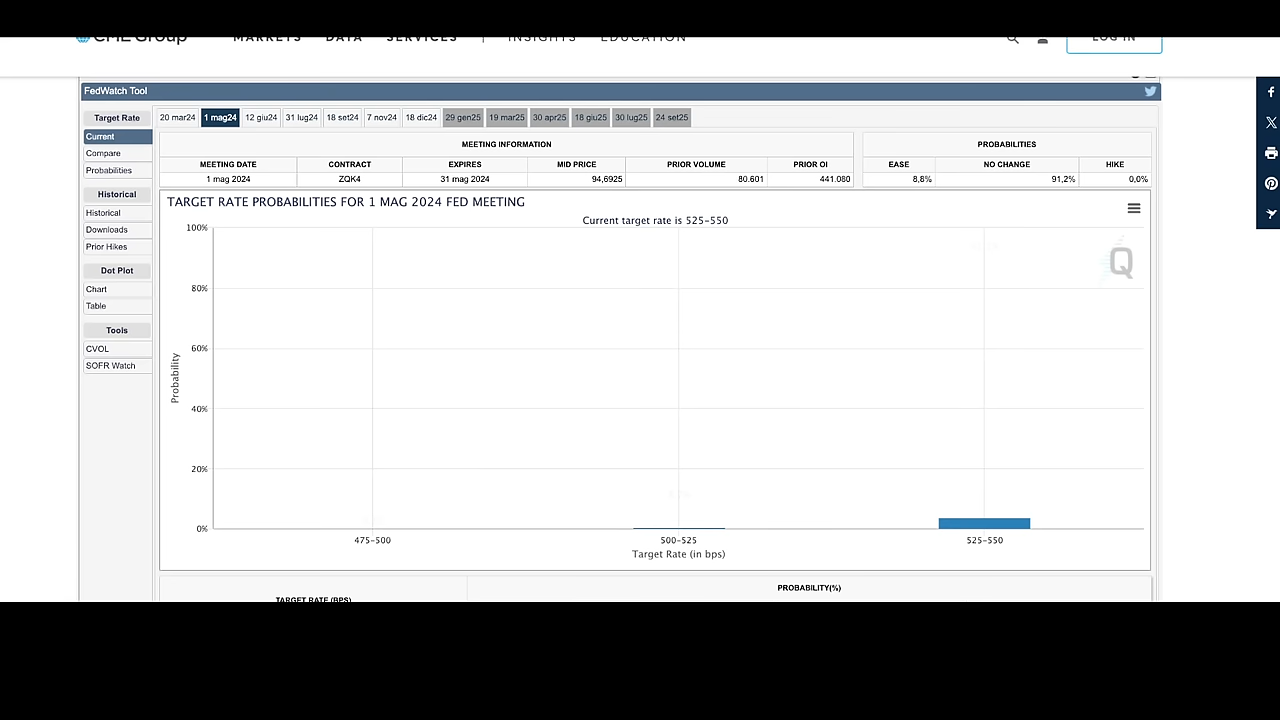 CME Group MARKETS DATA SERVICES | INSIGHTS EDUCATION LOG IN
FedWatch Tool
Target Rate
Current
Compare
Probabilities
Historical
Historical
Downloads
Prior Hikes
Dot Plot
Chart
Table
Tools
CVOL
SOFR Watch
20 mar24 1 mag24 12 giu24 31 lug24 18 set24 7 nov24 18 dic24 29 gen25 19 mar25 30 apr25 18 giu25 30 lug25 24 set25
MEETING INFORMATION
MEETING DATE CONTRACT EXPIRES MID PRICE PRIOR VOLUME PRIOR OI
1 mag 2024 ZQK4 31 mag 2024 94,6925 80.601 441.080
PROBABILITIES
EASE NO CHANGE HIKE
8,8% 91,2% 0,0%
TARGET RATE PROBABILITIES FOR 1 MAG 2024 FED MEETING
Current target rate is 525-550
100%
80%
60%
40%
20%
0%
Probability
475-500 500-525 525-550
Target Rate (in bps)
Q
TARGET RATE (BPS)
PROBABILITY(%)